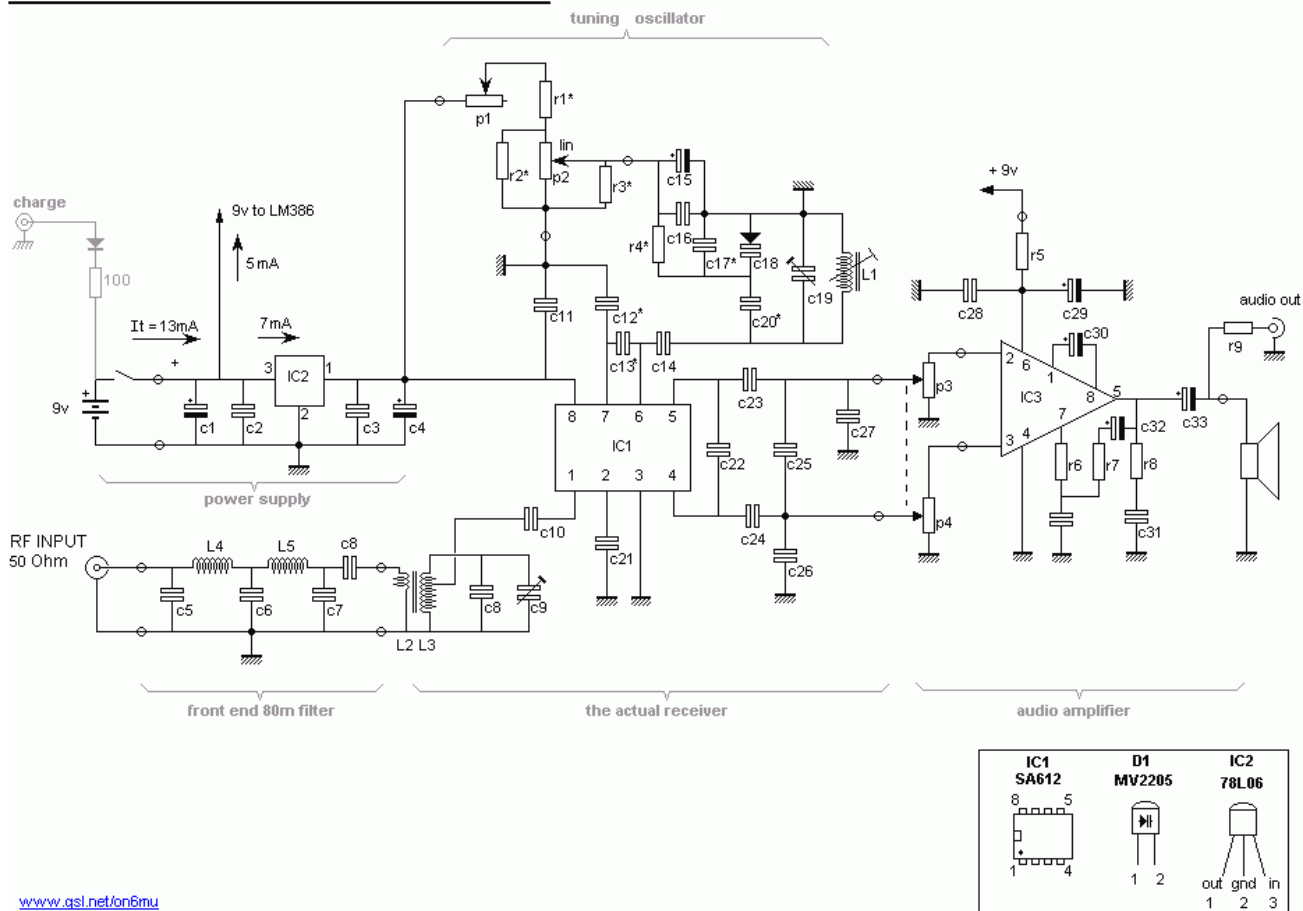 tuning oscillator
p1
r1*
lin
r2*
p2
r3*
c15
c16
r4*
c17*
c18
c19
L1
+ 9v
charge
100
9v to LM386
5mA
It = 13mA
7mA
+
3
IC2
1
2
+
9v
+
c1
c2
c3
+
c4
power supply
c11
c12*
c13*
c14
c20*
8 7 6 5
IC1
1 2 3 4
c23
c22
c25
c27
c24
c26
c10
c21
p3
p4
r5
c28
+
c29
+
c30
2
6
1
8
5
IC3
3
4
7
r6
r7
+
c32
r8
c31
+
c33
audio out
r9
RF INPUT
50 Ohm
L4
L5
c8
c5
c6
c7
L2 L3
c8
c9
front end 80m filter
the actual receiver
audio amplifier
IC1
SA612
8 5
1 4
D1
MV2205
1 2
IC2
78L06
out gnd in
1 2 3
www.qsl.net/on6mu